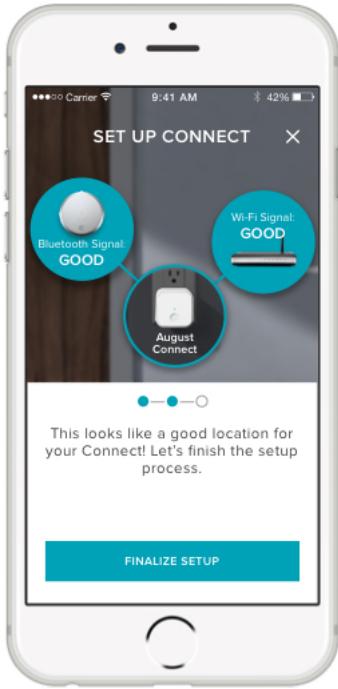 Carrier 9:41 AM 42%
SET UP CONNECT
Bluetooth Signal:
GOOD
Wi-Fi Signal:
GOOD
August
Connect
This looks like a good location for
your Connect! Let's finish the setup
process.
FINALIZE SETUP